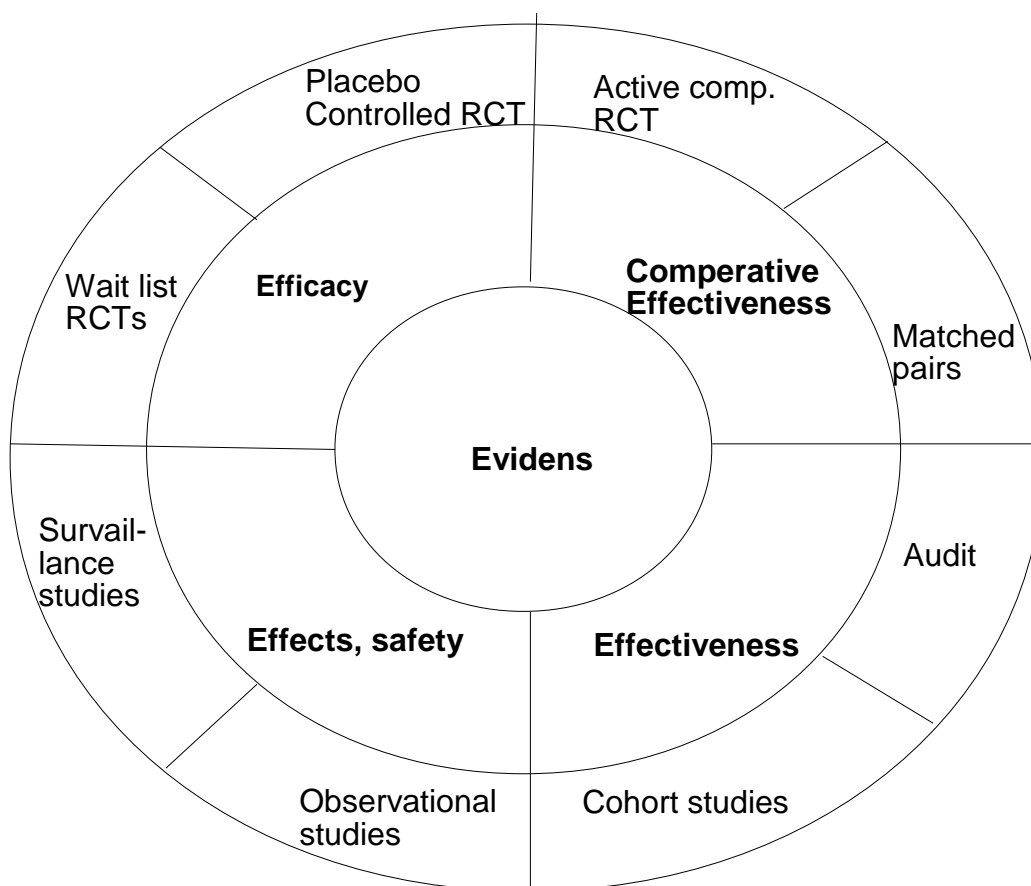 Placebo
Controlled RCT
Active comp.
RCT
Wait list
RCTs
Efficacy
Comperative
Effectiveness
Matched
pairs
Evidens
Survail-
lance
studies
Audit
Effects, safety
Effectiveness
Observational
studies
Cohort studies